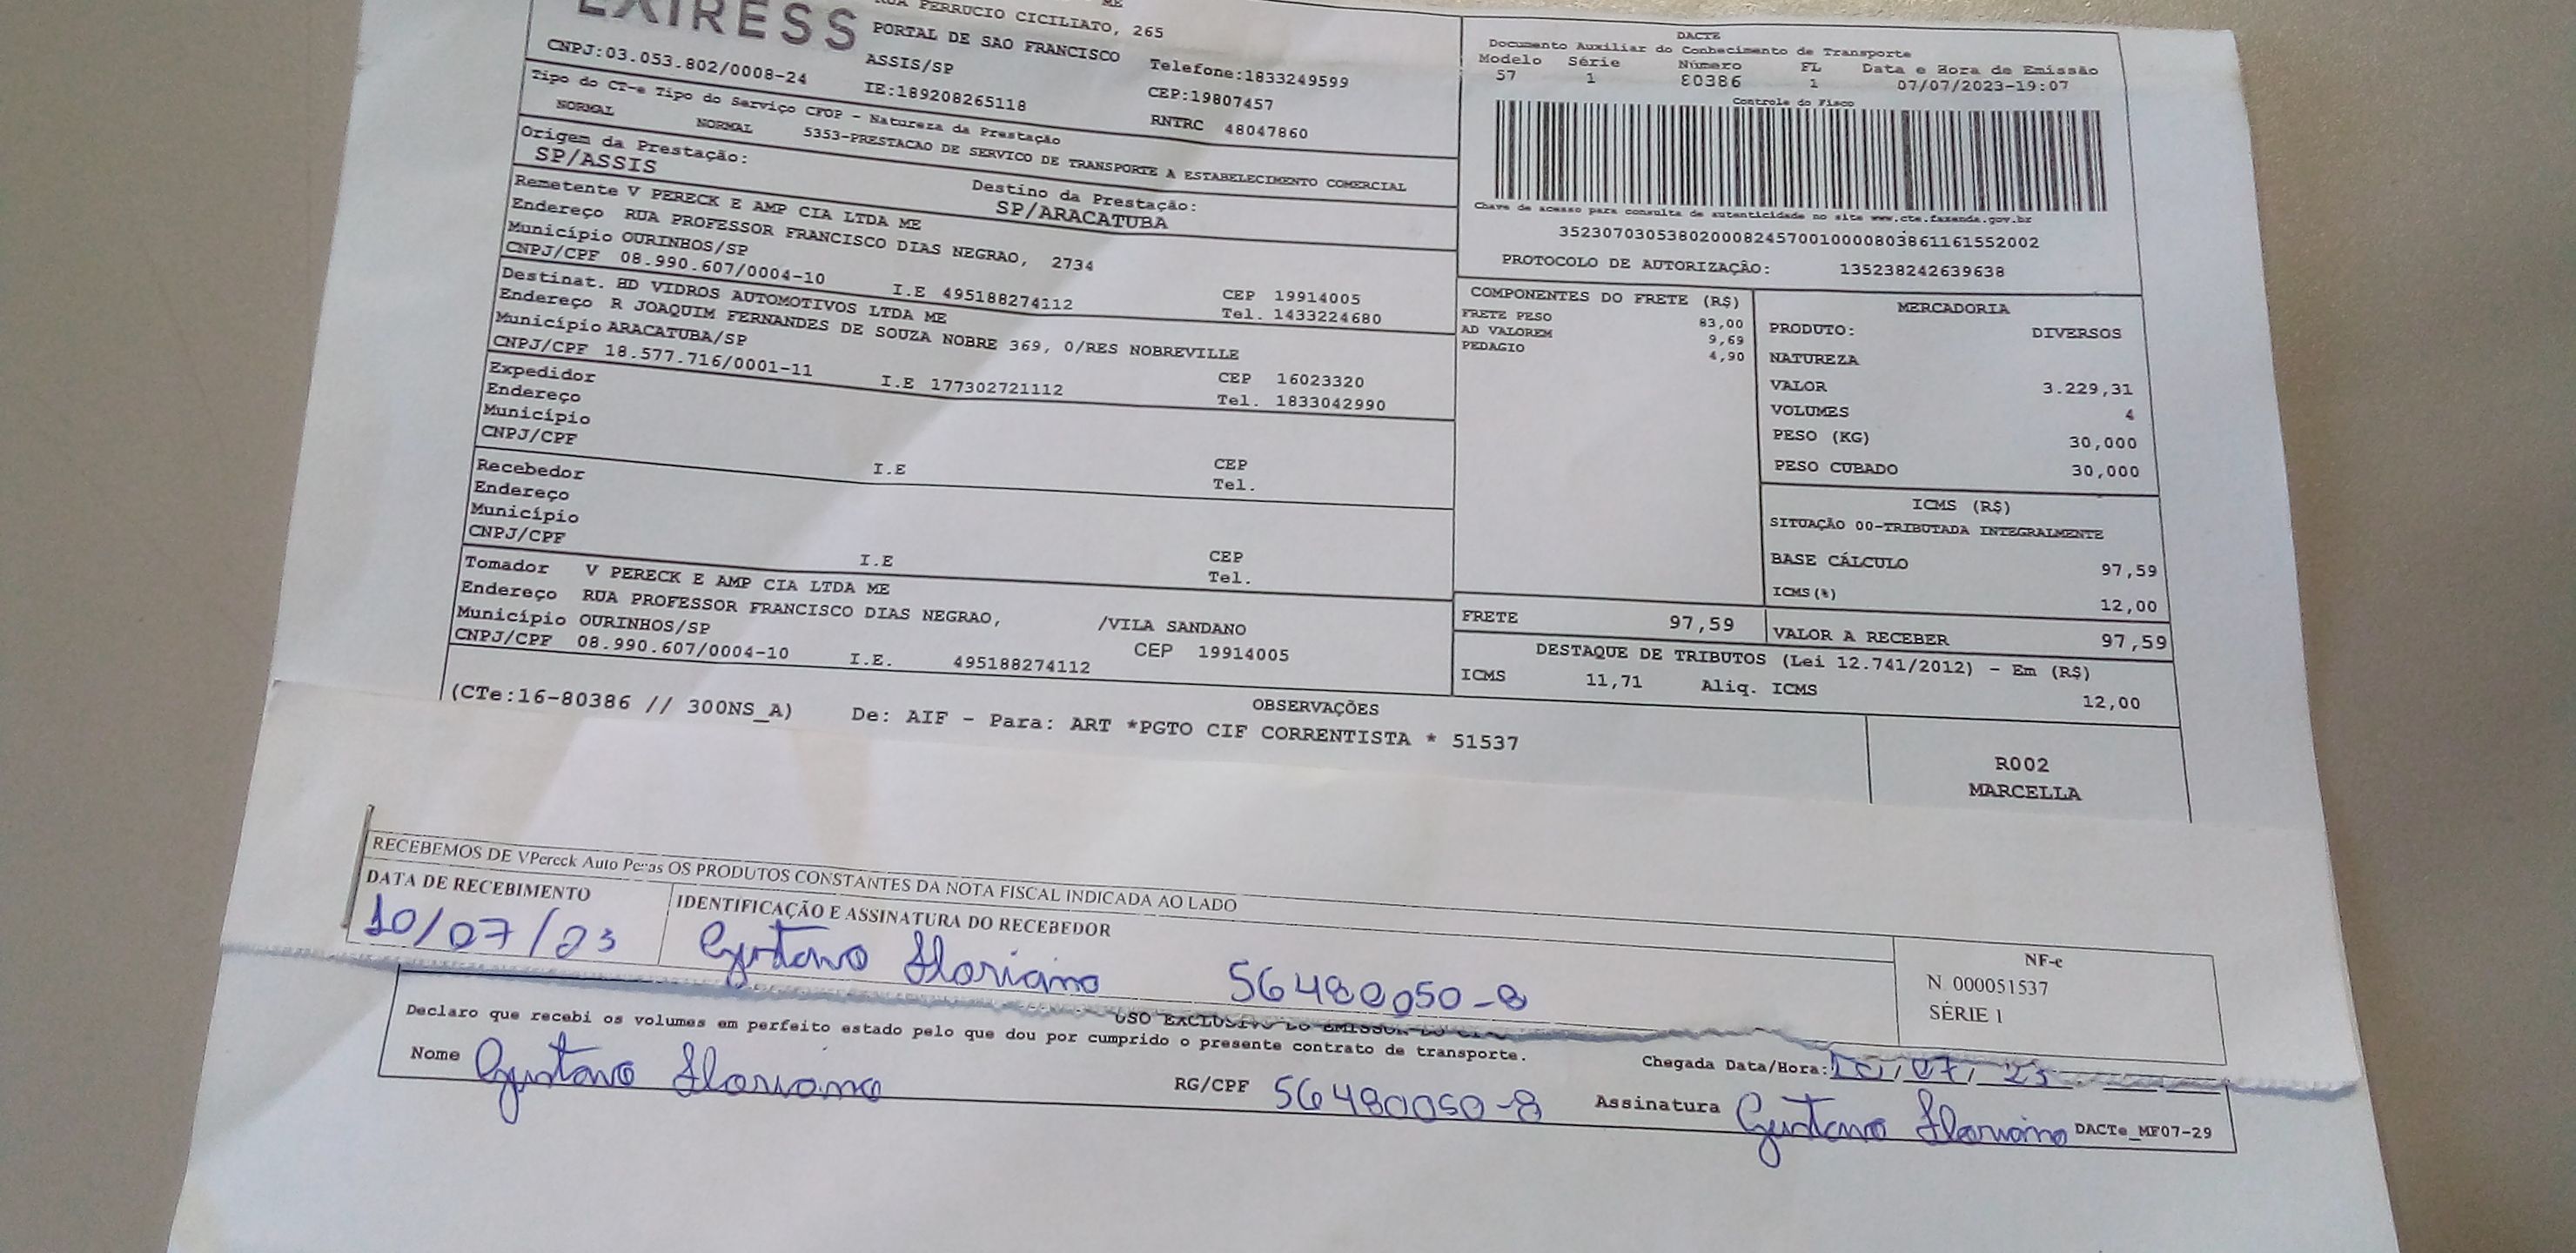 EXPRESS
RUA PERRUCIO CICILIATO, 265
PORTAL DE SAO FRANCISCO
CNPJ:03.053.802/0008-24
ASSIS/SP
Telefone:1833249599
IE:189208265118
CEP:19807457
RNTRC 48047860
Tipo do CT-e Tipo do Serviço CFOP - Natureza da Prestação
NORMAL NORMAL 5353-PRESTACAO DE SERVICO DE TRANSPORTE A ESTABELECIMENTO COMERCIAL
Origem da Prestação:
SP/ASSIS
Destino da Prestação:
SP/ARACATUBA
Remetente V PERECK E AMP CIA LTDA ME
Endereço RUA PROFESSOR FRANCISCO DIAS NEGRAO, 2734
Município OURINHOS/SP
CEP 19914005
CNPJ/CPF 08.990.607/0004-10 I.E 495188274112 Tel. 1433224680
Destinat. HD VIDROS AUTOMOTIVOS LTDA ME
Endereço R JOAQUIM FERNANDES DE SOUZA NOBRE 369, 0/RES NOBREVILLE
Município ARACATUBA/SP CEP 16023320
CNPJ/CPF 18.577.716/0001-11 I.E 177302721112 Tel. 1833042990
Expedidor
Endereço
Município CEP
CNPJ/CPF I.E Tel.
Recebedor
Endereço
Município CEP
CNPJ/CPF I.E Tel.
Tomador V PERECK E AMP CIA LTDA ME
Endereço RUA PROFESSOR FRANCISCO DIAS NEGRAO, /VILA SANDANO
Município OURINHOS/SP CEP 19914005
CNPJ/CPF 08.990.607/0004-10 I.E. 495188274112
DACTE
Documento Auxiliar do Conhecimento de Transporte
Modelo Série Número FL Data e Hora de Emissão
57 1 80386 1 07/07/2023-19:07
Controle do Fisco
Chave de acesso para consulta de autenticidade no site www.cte.fazenda.gov.br
35230703053802000824570010000803861161552002
PROTOCOLO DE AUTORIZAÇÃO: 135238242639638
COMPONENTES DO FRETE (R$)
FRETE PESO 83,00
AD VALOREM 9,69
PEDAGIO 4,90
MERCADORIA
PRODUTO: DIVERSOS
NATUREZA
VALOR 3.229,31
VOLUMES 4
PESO (KG) 30,000
PESO CUBADO 30,000
ICMS (R$)
SITUAÇÃO 00-TRIBUTADA INTEGRALMENTE
BASE CÁLCULO 97,59
ICMS(%) 12,00
FRETE 97,59
VALOR A RECEBER 97,59
DESTAQUE DE TRIBUTOS (Lei 12.741/2012) - Em (R$)
ICMS 11,71 Aliq. ICMS 12,00
OBSERVAÇÕES
(CTe:16-80386 // 300NS_A) De: AIF - Para: ART *PGTO CIF CORRENTISTA * 51537
R002
MARCELLA
RECEBEMOS DE VPereck Auto Peças OS PRODUTOS CONSTANTES DA NOTA FISCAL INDICADA AO LADO
DATA DE RECEBIMENTO
10/07/23
IDENTIFICAÇÃO E ASSINATURA DO RECEBEDOR
Gustavo Floriano 56480050-8
NF-e
N 000051537
SÉRIE 1
USO EXCLUSIVO DO EMISSOR DO
Declaro que recebi os volumes em perfeito estado pelo que dou por cumprido o presente contrato de transporte.
Chegada Data/Hora: 10/07/23
Nome Gustavo Floriano RG/CPF 56480050-8 Assinatura Gustavo Floriano DACTe_MF07-29